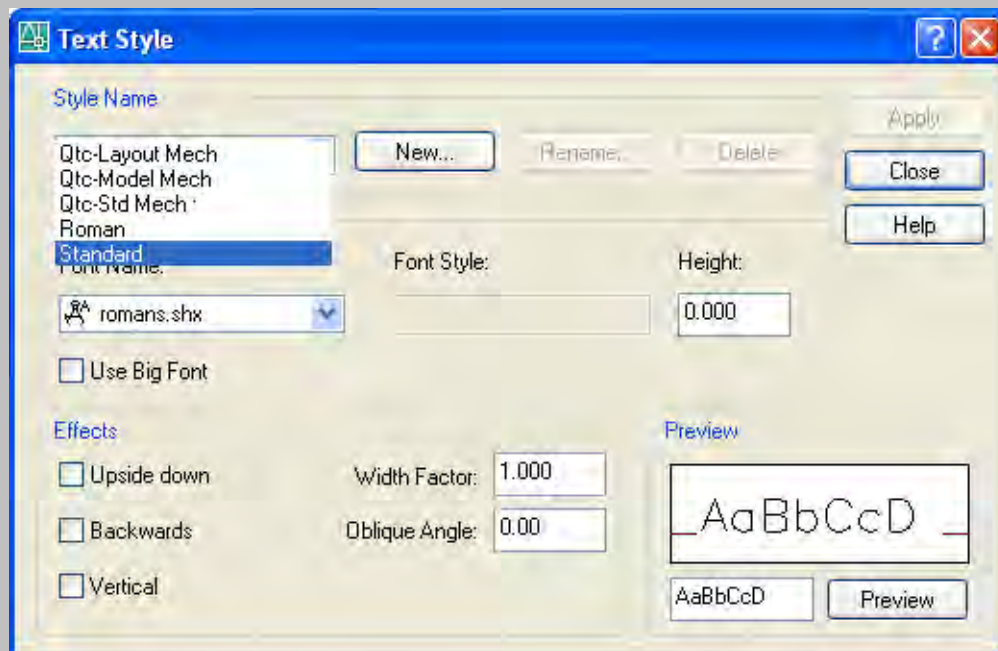 Text Style
Style Name
Apply
Qtc-Layout Mech
New...
Rename...
Delete
Qtc-Model Mech
Close
Qtc-Std Mech
Roman
Help
Standard
Font Name:
Font Style:
Height:
romans.shx
0.000
Use Big Font
Effects
Preview
Upside down
Width Factor:
1.000
AaBbCcD
Backwards
Oblique Angle:
0.00
Vertical
AaBbCcD
Preview